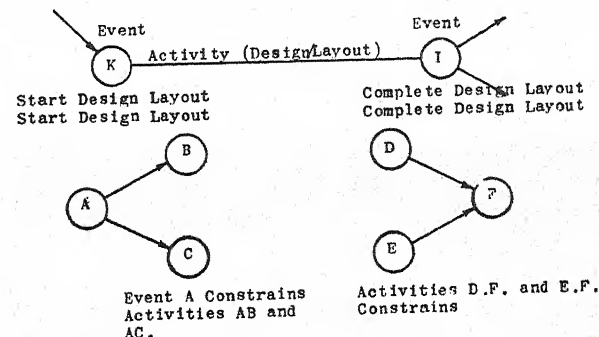 Event
Event
K
Activity (Design/Layout)
I
Start Design Layout
Start Design Layout
Complete Design Layout
Complete Design Layout
B
A
C
D
F
E
Event A Constrains
Activities AB and
AC.
Activities D.F. and E.F.
Constrains